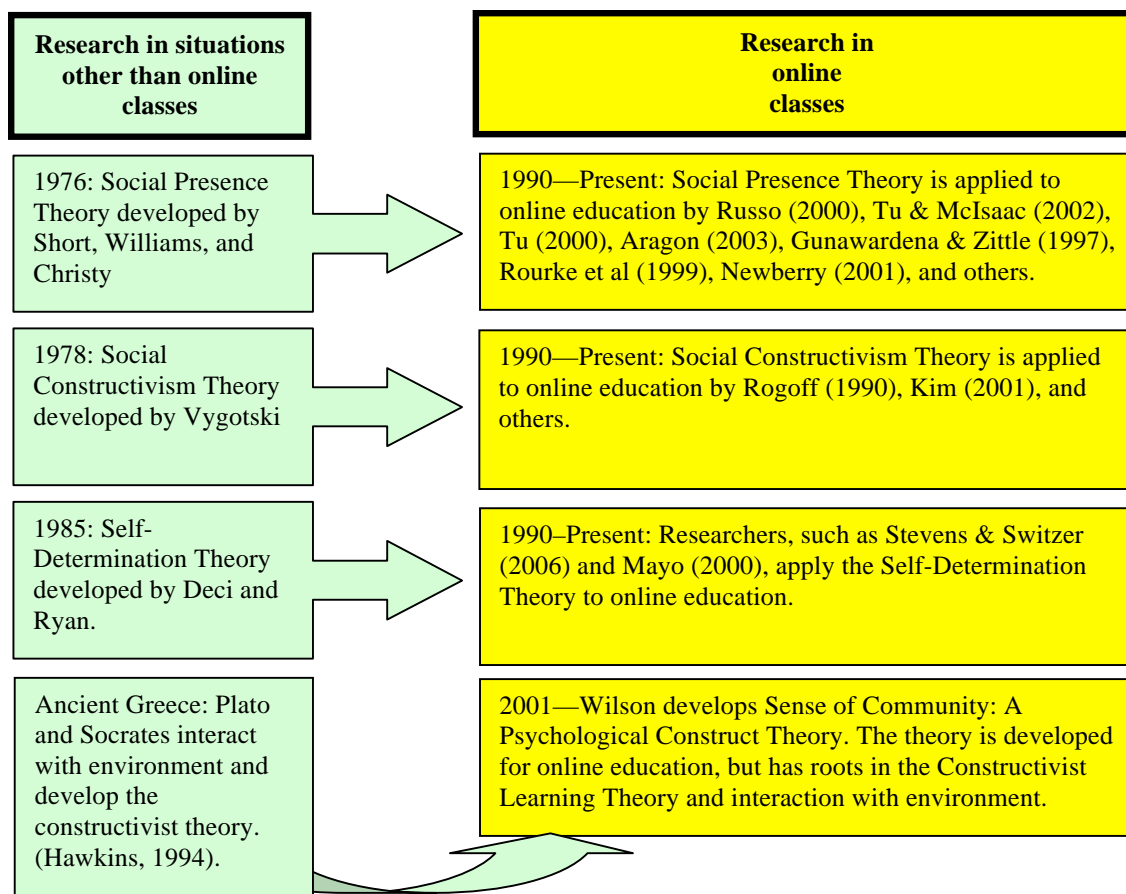 Research in situations
other than online
classes
Research in
online
classes
1976: Social Presence
Theory developed by
Short, Williams, and
Christy
1990—Present: Social Presence Theory is applied to
online education by Russo (2000), Tu & McIsaac (2002),
Tu (2000), Aragon (2003), Gunawardena & Zittle (1997),
Rourke et al (1999), Newberry (2001), and others.
1978: Social
Constructivism Theory
developed by Vygotski
1990—Present: Social Constructivism Theory is applied
to online education by Rogoff (1990), Kim (2001), and
others.
1985: Self-
Determination Theory
developed by Deci and
Ryan.
1990–Present: Researchers, such as Stevens & Switzer
(2006) and Mayo (2000), apply the Self-Determination
Theory to online education.
Ancient Greece: Plato
and Socrates interact
with environment and
develop the
constructivist theory.
(Hawkins, 1994).
2001—Wilson develops Sense of Community: A
Psychological Construct Theory. The theory is developed
for online education, but has roots in the Constructivist
Learning Theory and interaction with environment.